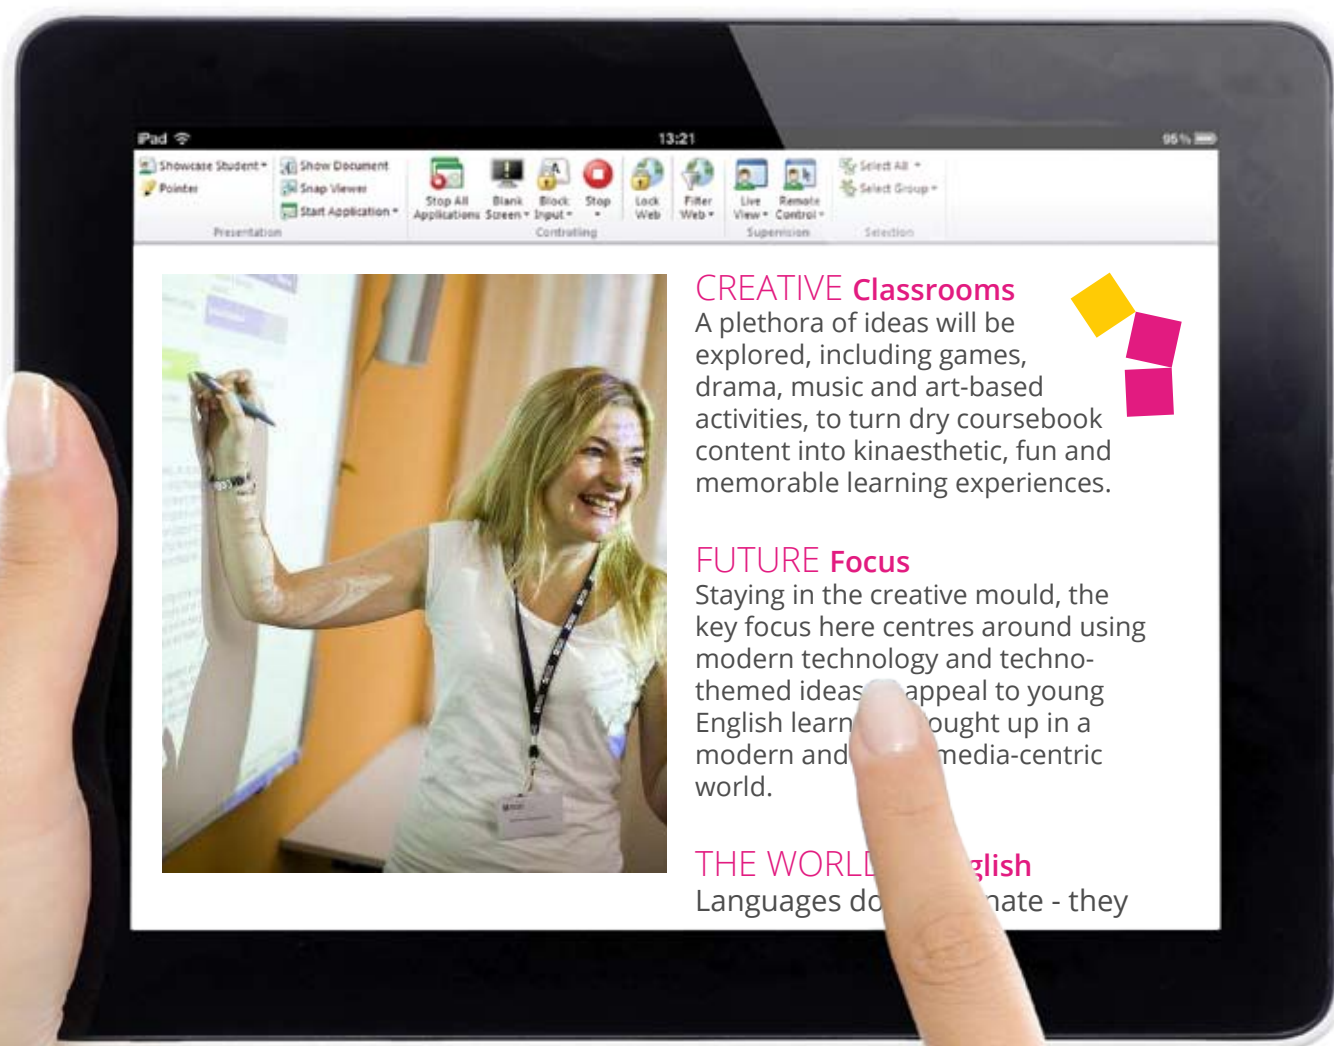 iPad
13:21
95%
Showcase Student
Show Document
Pointer
Snap Viewer
Start Application
Presentation
Stop All
Applications
Blank
Screen
Block
Input
Stop
Lock
Web
Filter
Web
Controlling
Live
View
Remote
Control
Supervision
Select All
Select Group
Selection
CREATIVE Classrooms
A plethora of ideas will be
explored, including games,
drama, music and art-based
activities, to turn dry coursebook
content into kinaesthetic, fun and
memorable learning experiences.
FUTURE Focus
Staying in the creative mould, the
key focus here centres around using
modern technology and techno-
themed ideas appeal to young
English learn ought up in a
modern and media-centric
world.
THE WORLD glish
Languages do nate - they